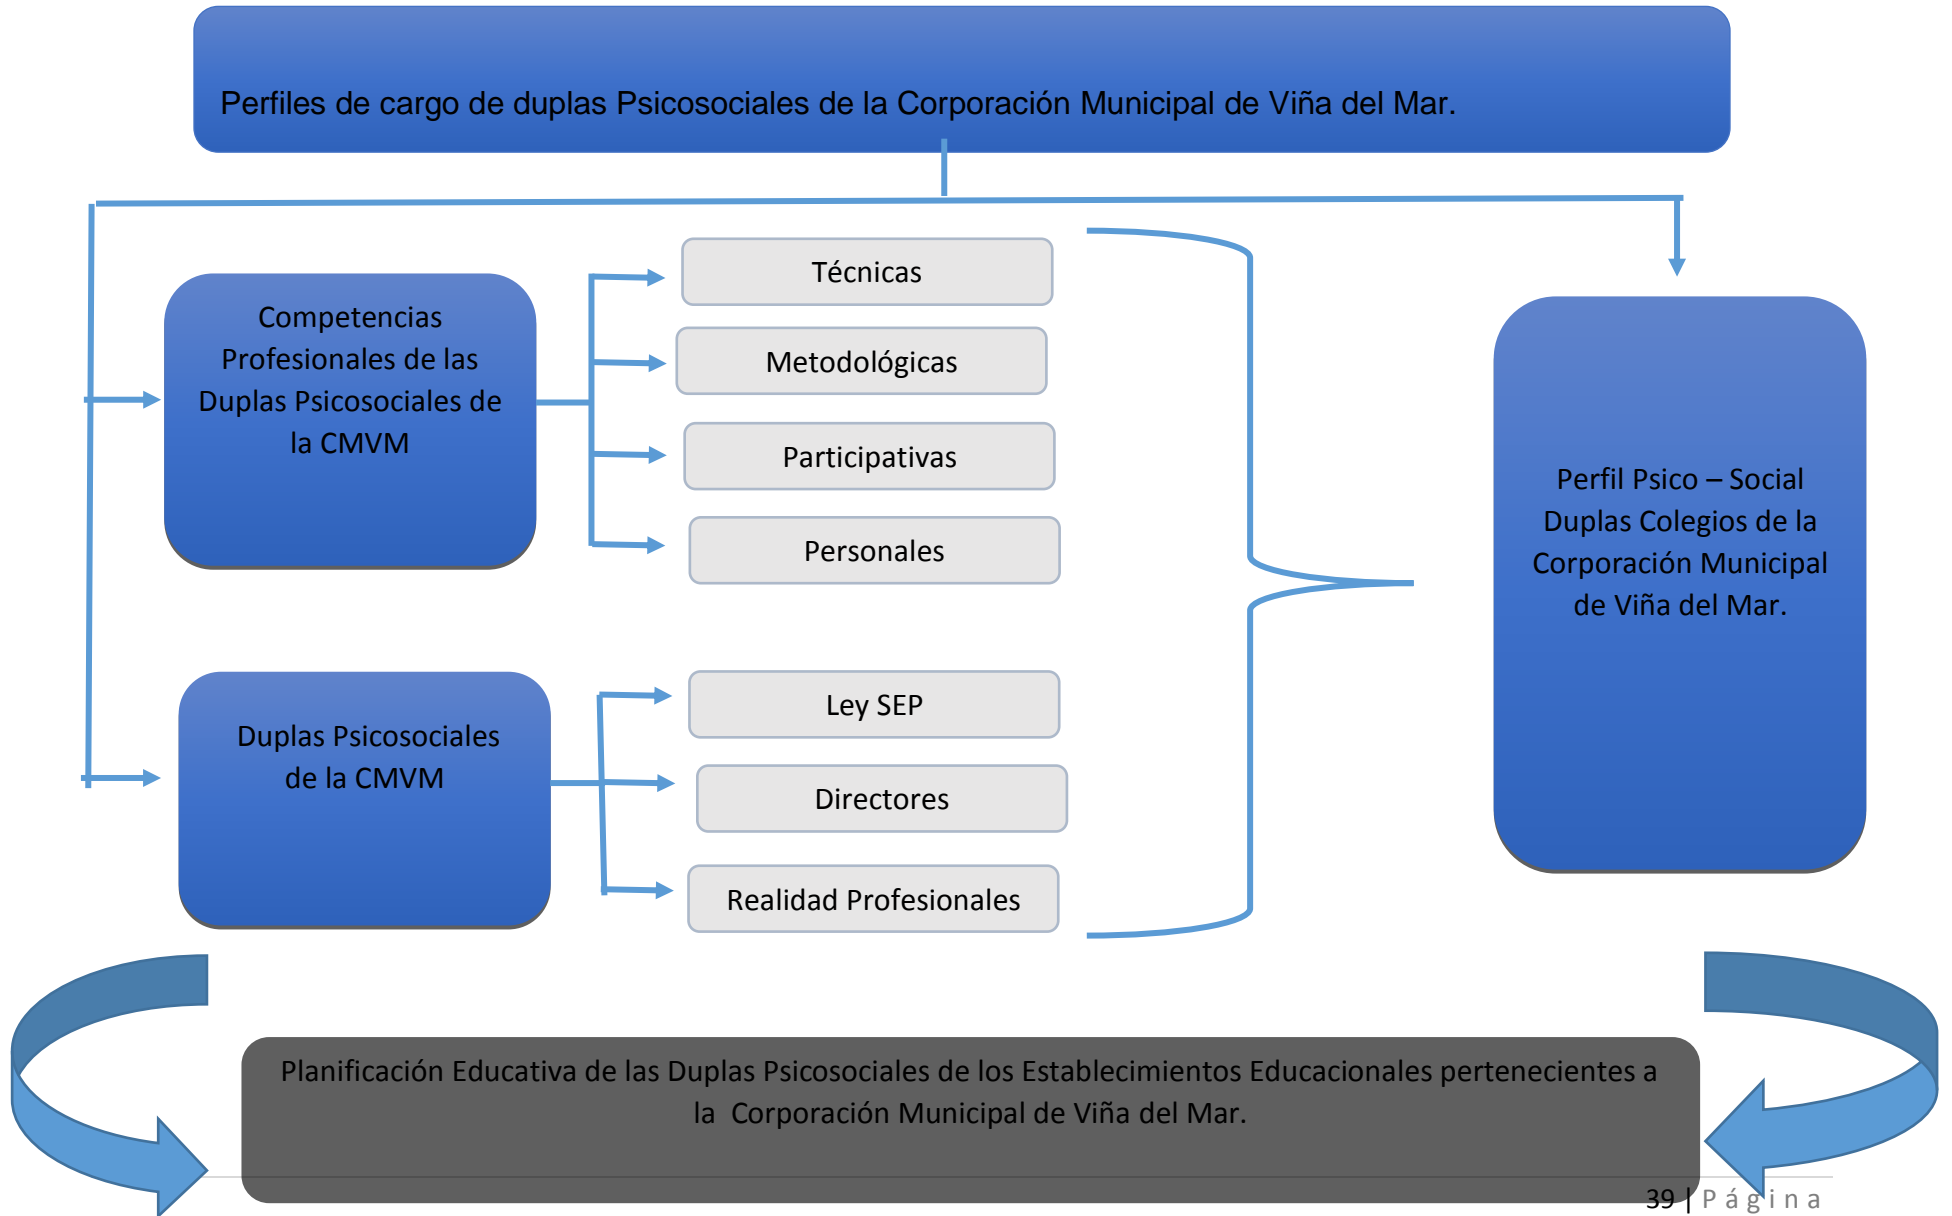 Perfiles de cargo de duplas Psicosociales de la Corporación Municipal de Viña del Mar.
Competencias
Profesionales de las
Duplas Psicosociales de
la CMVM
Técnicas
Metodológicas
Participativas
Personales
Duplas Psicosociales
de la CMVM
Ley SEP
Directores
Realidad Profesionales
Perfil Psico – Social
Duplas Colegios de la
Corporación Municipal
de Viña del Mar.
Planificación Educativa de las Duplas Psicosociales de los Establecimientos Educacionales pertenecientes a
la Corporación Municipal de Viña del Mar.
39 | P á g i n a